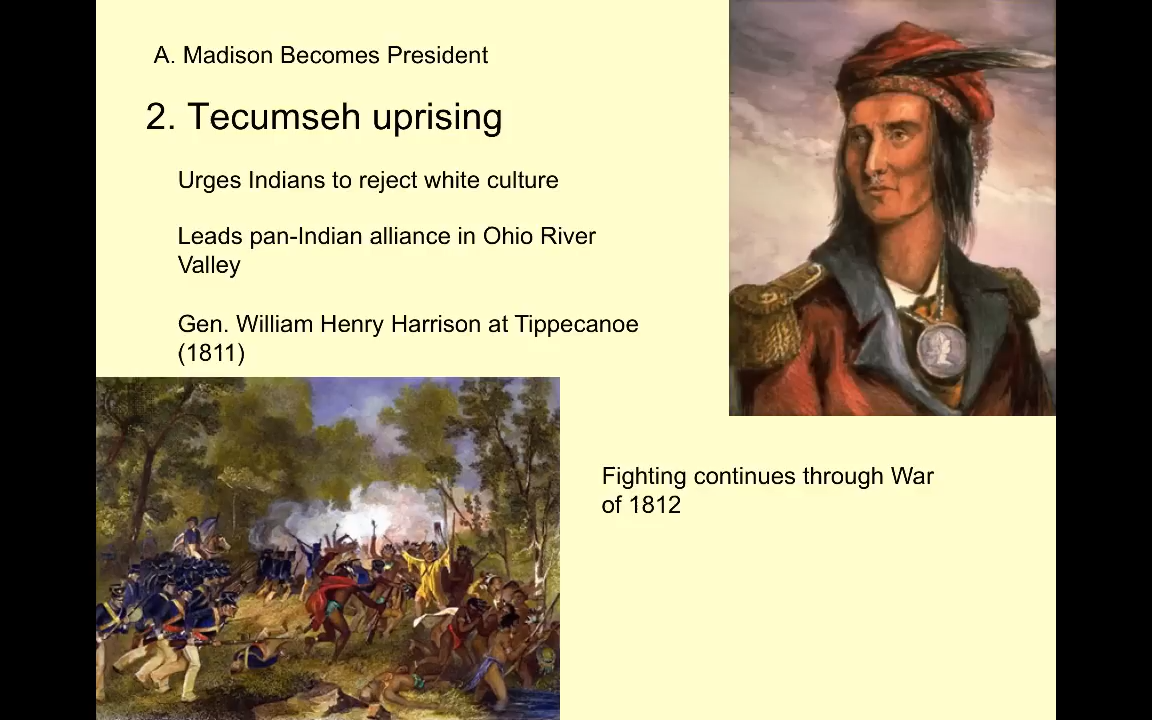 A. Madison Becomes President
2. Tecumseh uprising
Urges Indians to reject white culture
Leads pan-Indian alliance in Ohio River
Valley
Gen. William Henry Harrison at Tippecanoe
(1811)
Fighting continues through War
of 1812